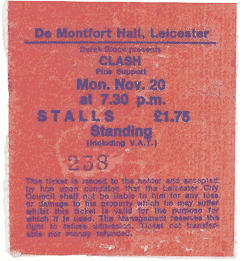 De Montfort Hall, Leicester
Derek Block presents
CLASH
Plus Support
Mon. Nov. 20
at 7.30 p.m.
STALLS £1.75
Standing
(Including V.A.T.)
238
This ticket is issued to the holder and accepted
by him upon condition that the Leicester City
Council shall not be liable to him for any loss
or damage to his property which he may suffer
whilst this ticket is valid for the purpose for
which it is used. The Management reserves the
right to refuse admission. Ticket not transfer-
able nor money refunded.